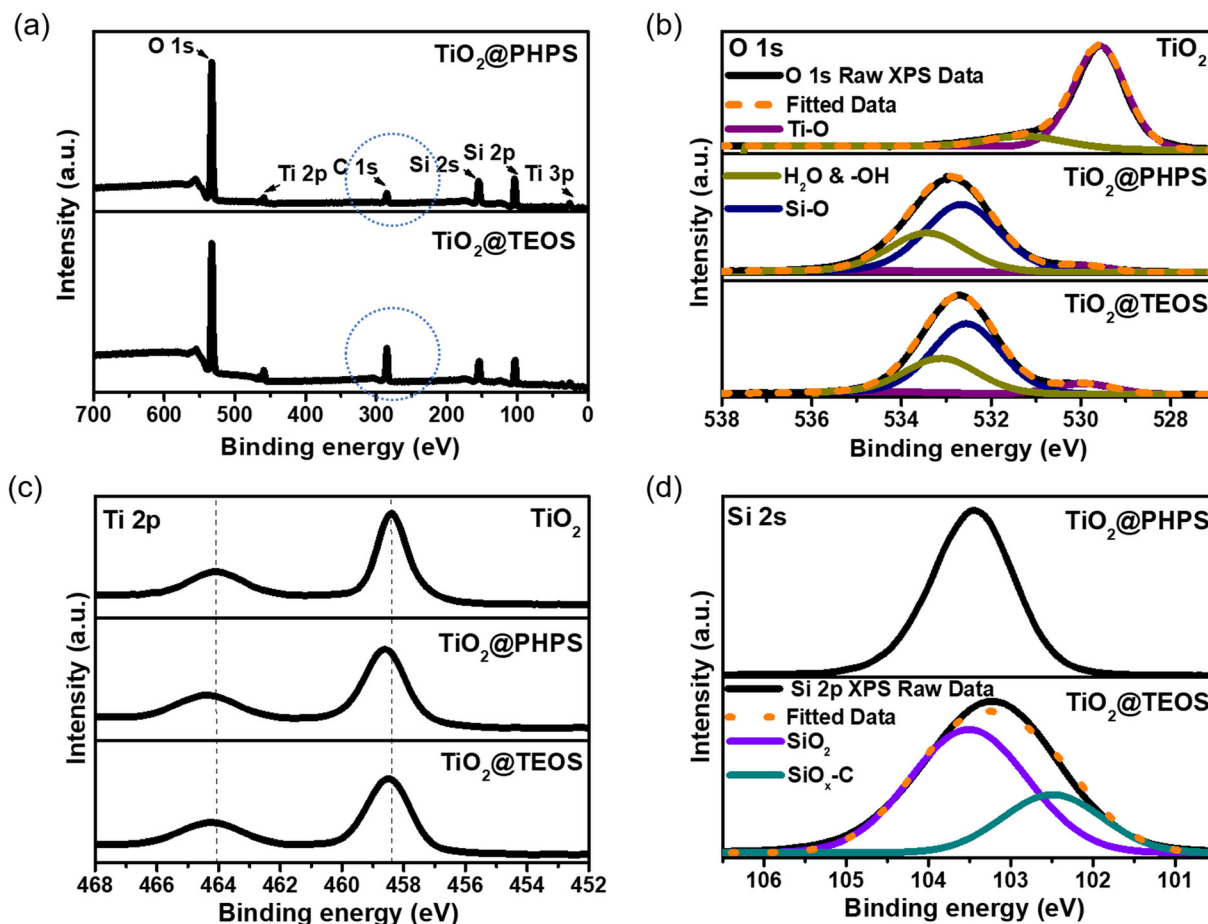 (a)
O 1s
TiO2@PHPS
Ti 2p
C 1s
Si 2s
Si 2p
Ti 3p
TiO2@TEOS
Intensity (a.u.)
700 600 500 400 300 200 100 0
Binding energy (eV)
(b)
O 1s
TiO2
O 1s Raw XPS Data
Fitted Data
Ti-O
H2O & -OH
TiO2@PHPS
Si-O
TiO2@TEOS
Intensity (a.u.)
538 536 534 532 530 528
Binding energy (eV)
(c)
Ti 2p
TiO2
TiO2@PHPS
TiO2@TEOS
Intensity (a.u.)
468 466 464 462 460 458 456 454 452
Binding energy (eV)
(d)
Si 2s
TiO2@PHPS
Si 2p XPS Raw Data
TiO2@TEOS
Fitted Data
SiO2
SiOx-C
Intensity (a.u.)
106 105 104 103 102 101
Binding energy (eV)